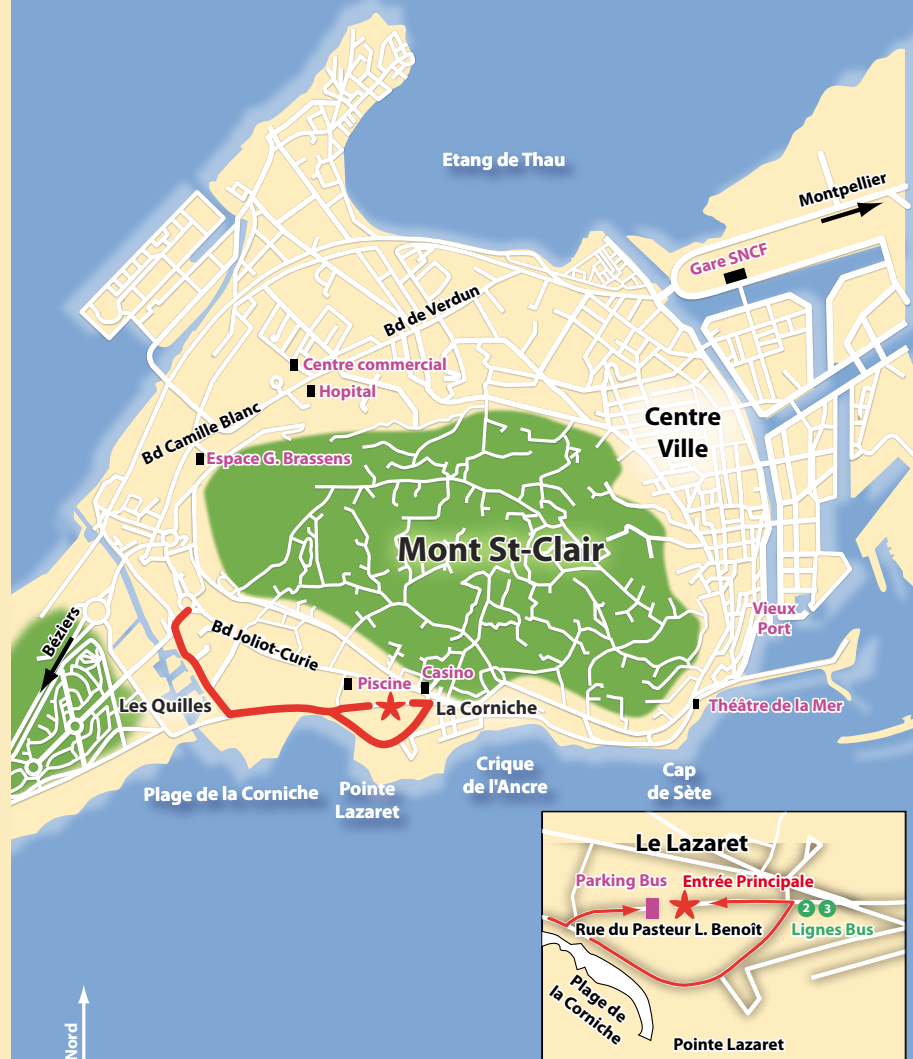 Etang de Thau
Montpellier
Gare SNCF
Bd de Verdun
Centre commercial
Hopital
Bd Camille Blanc
Centre
Ville
Espace G. Brassens
Mont St-Clair
Vieux
Port
Béziers
Bd Joliot-Curie
Casino
Piscine
Les Quilles
La Corniche
Théâtre de la Mer
Plage de la Corniche
Pointe
Lazaret
Crique
de l'Ancre
Cap
de Sète
Le Lazaret
Parking Bus
Entrée Principale
2 3
Rue du Pasteur L. Benoît
Lignes Bus
Plage de
la Corniche
Pointe Lazaret
Nord